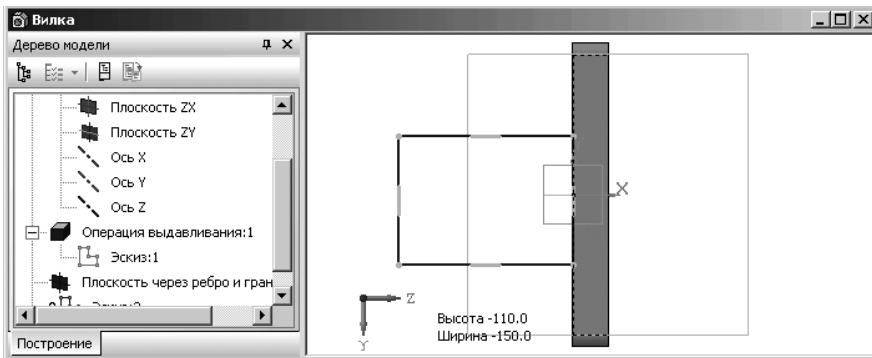 Вилка
Дерево модели
Плоскость ZX
Плоскость ZY
Ось X
Ось Y
Ось Z
Операция выдавливания:1
Эскиз:1
Плоскость через ребро и гран
Построение
X
Z
Y
Высота -110.0
Ширина -150.0